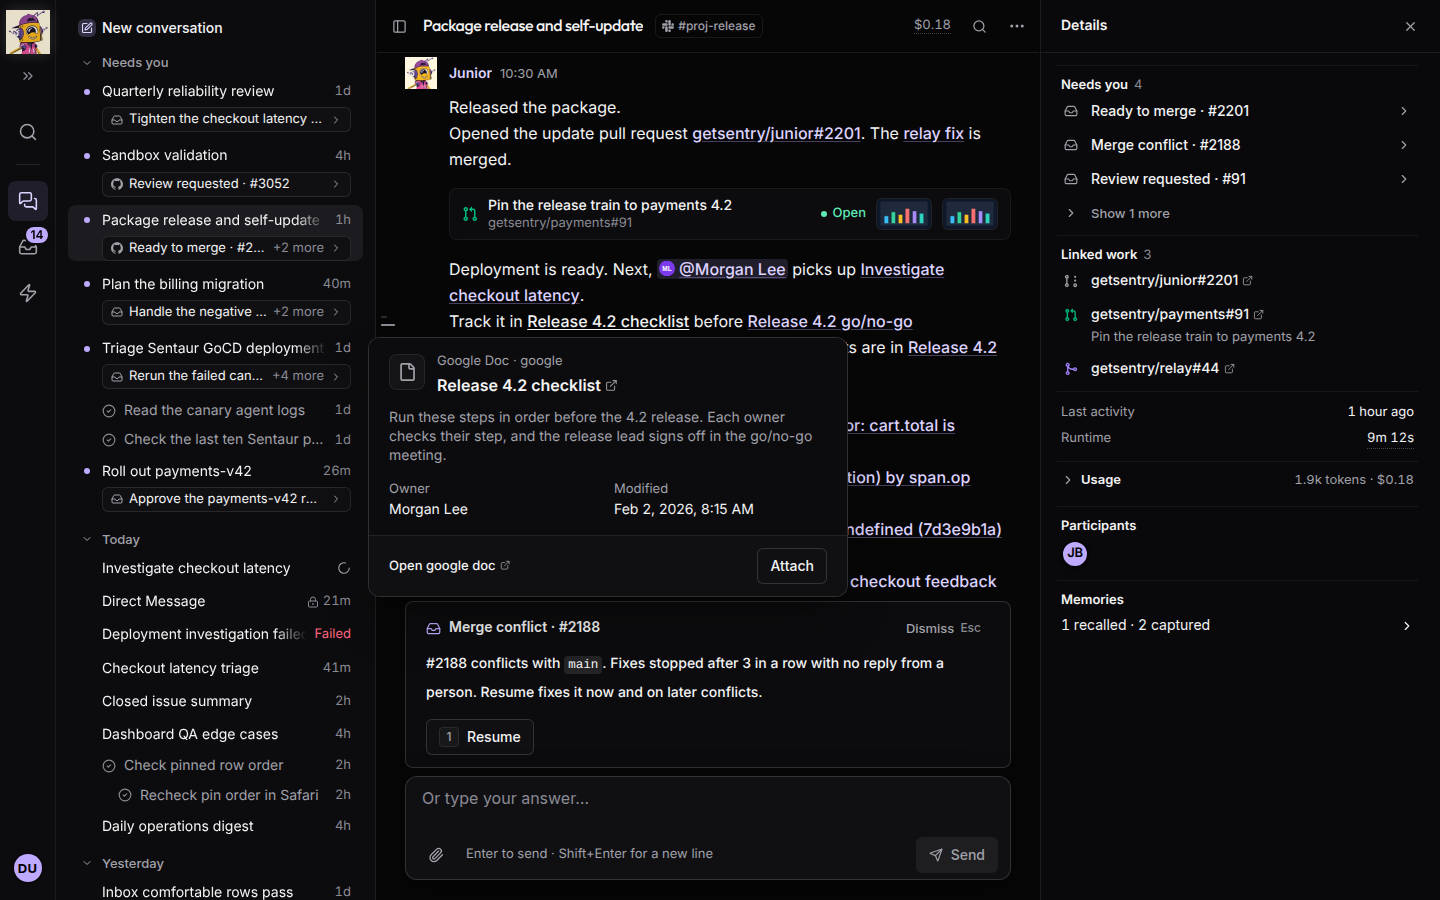 New conversation
Needs you
Quarterly reliability review 1d
Tighten the checkout latency ...
Sandbox validation 4h
Review requested · #3052
Package release and self-update 1h
Ready to merge · #2... +2 more
Plan the billing migration 40m
Handle the negative ... +2 more
Triage Sentaur GoCD deployment 1d
Rerun the failed can... +4 more
Read the canary agent logs 1d
Check the last ten Sentaur p... 1d
Roll out payments-v42 26m
Approve the payments-v42 r...
Today
Investigate checkout latency
Direct Message 21m
Deployment investigation failed Failed
Checkout latency triage 41m
Closed issue summary 2h
Dashboard QA edge cases 4h
Check pinned row order 2h
Recheck pin order in Safari 2h
Daily operations digest 4h
Yesterday
Inbox comfortable rows pass 1d
14
DU
Package release and self-update #proj-release $0.18
Junior 10:30 AM
Released the package.
Opened the update pull request getsentry/junior#2201. The relay fix is
merged.
Pin the release train to payments 4.2
getsentry/payments#91
Open
Deployment is ready. Next, ML @Morgan Lee picks up Investigate
checkout latency.
Track it in Release 4.2 checklist before Release 4.2 go/no-go
s are in Release 4.2
or: cart.total is
tion) by span.op
ndefined (7d3e9b1a)
checkout feedback
Google Doc · google
Release 4.2 checklist
Run these steps in order before the 4.2 release. Each owner
checks their step, and the release lead signs off in the go/no-go
meeting.
Owner Modified
Morgan Lee Feb 2, 2026, 8:15 AM
Open google doc Attach
Merge conflict · #2188 Dismiss Esc
#2188 conflicts with main. Fixes stopped after 3 in a row with no reply from a
person. Resume fixes it now and on later conflicts.
1 Resume
Or type your answer...
Enter to send · Shift+Enter for a new line Send
Details
Needs you 4
Ready to merge · #2201
Merge conflict · #2188
Review requested · #91
Show 1 more
Linked work 3
getsentry/junior#2201
getsentry/payments#91
Pin the release train to payments 4.2
getsentry/relay#44
Last activity 1 hour ago
Runtime 9m 12s
Usage 1.9k tokens · $0.18
Participants
JB
Memories
1 recalled · 2 captured